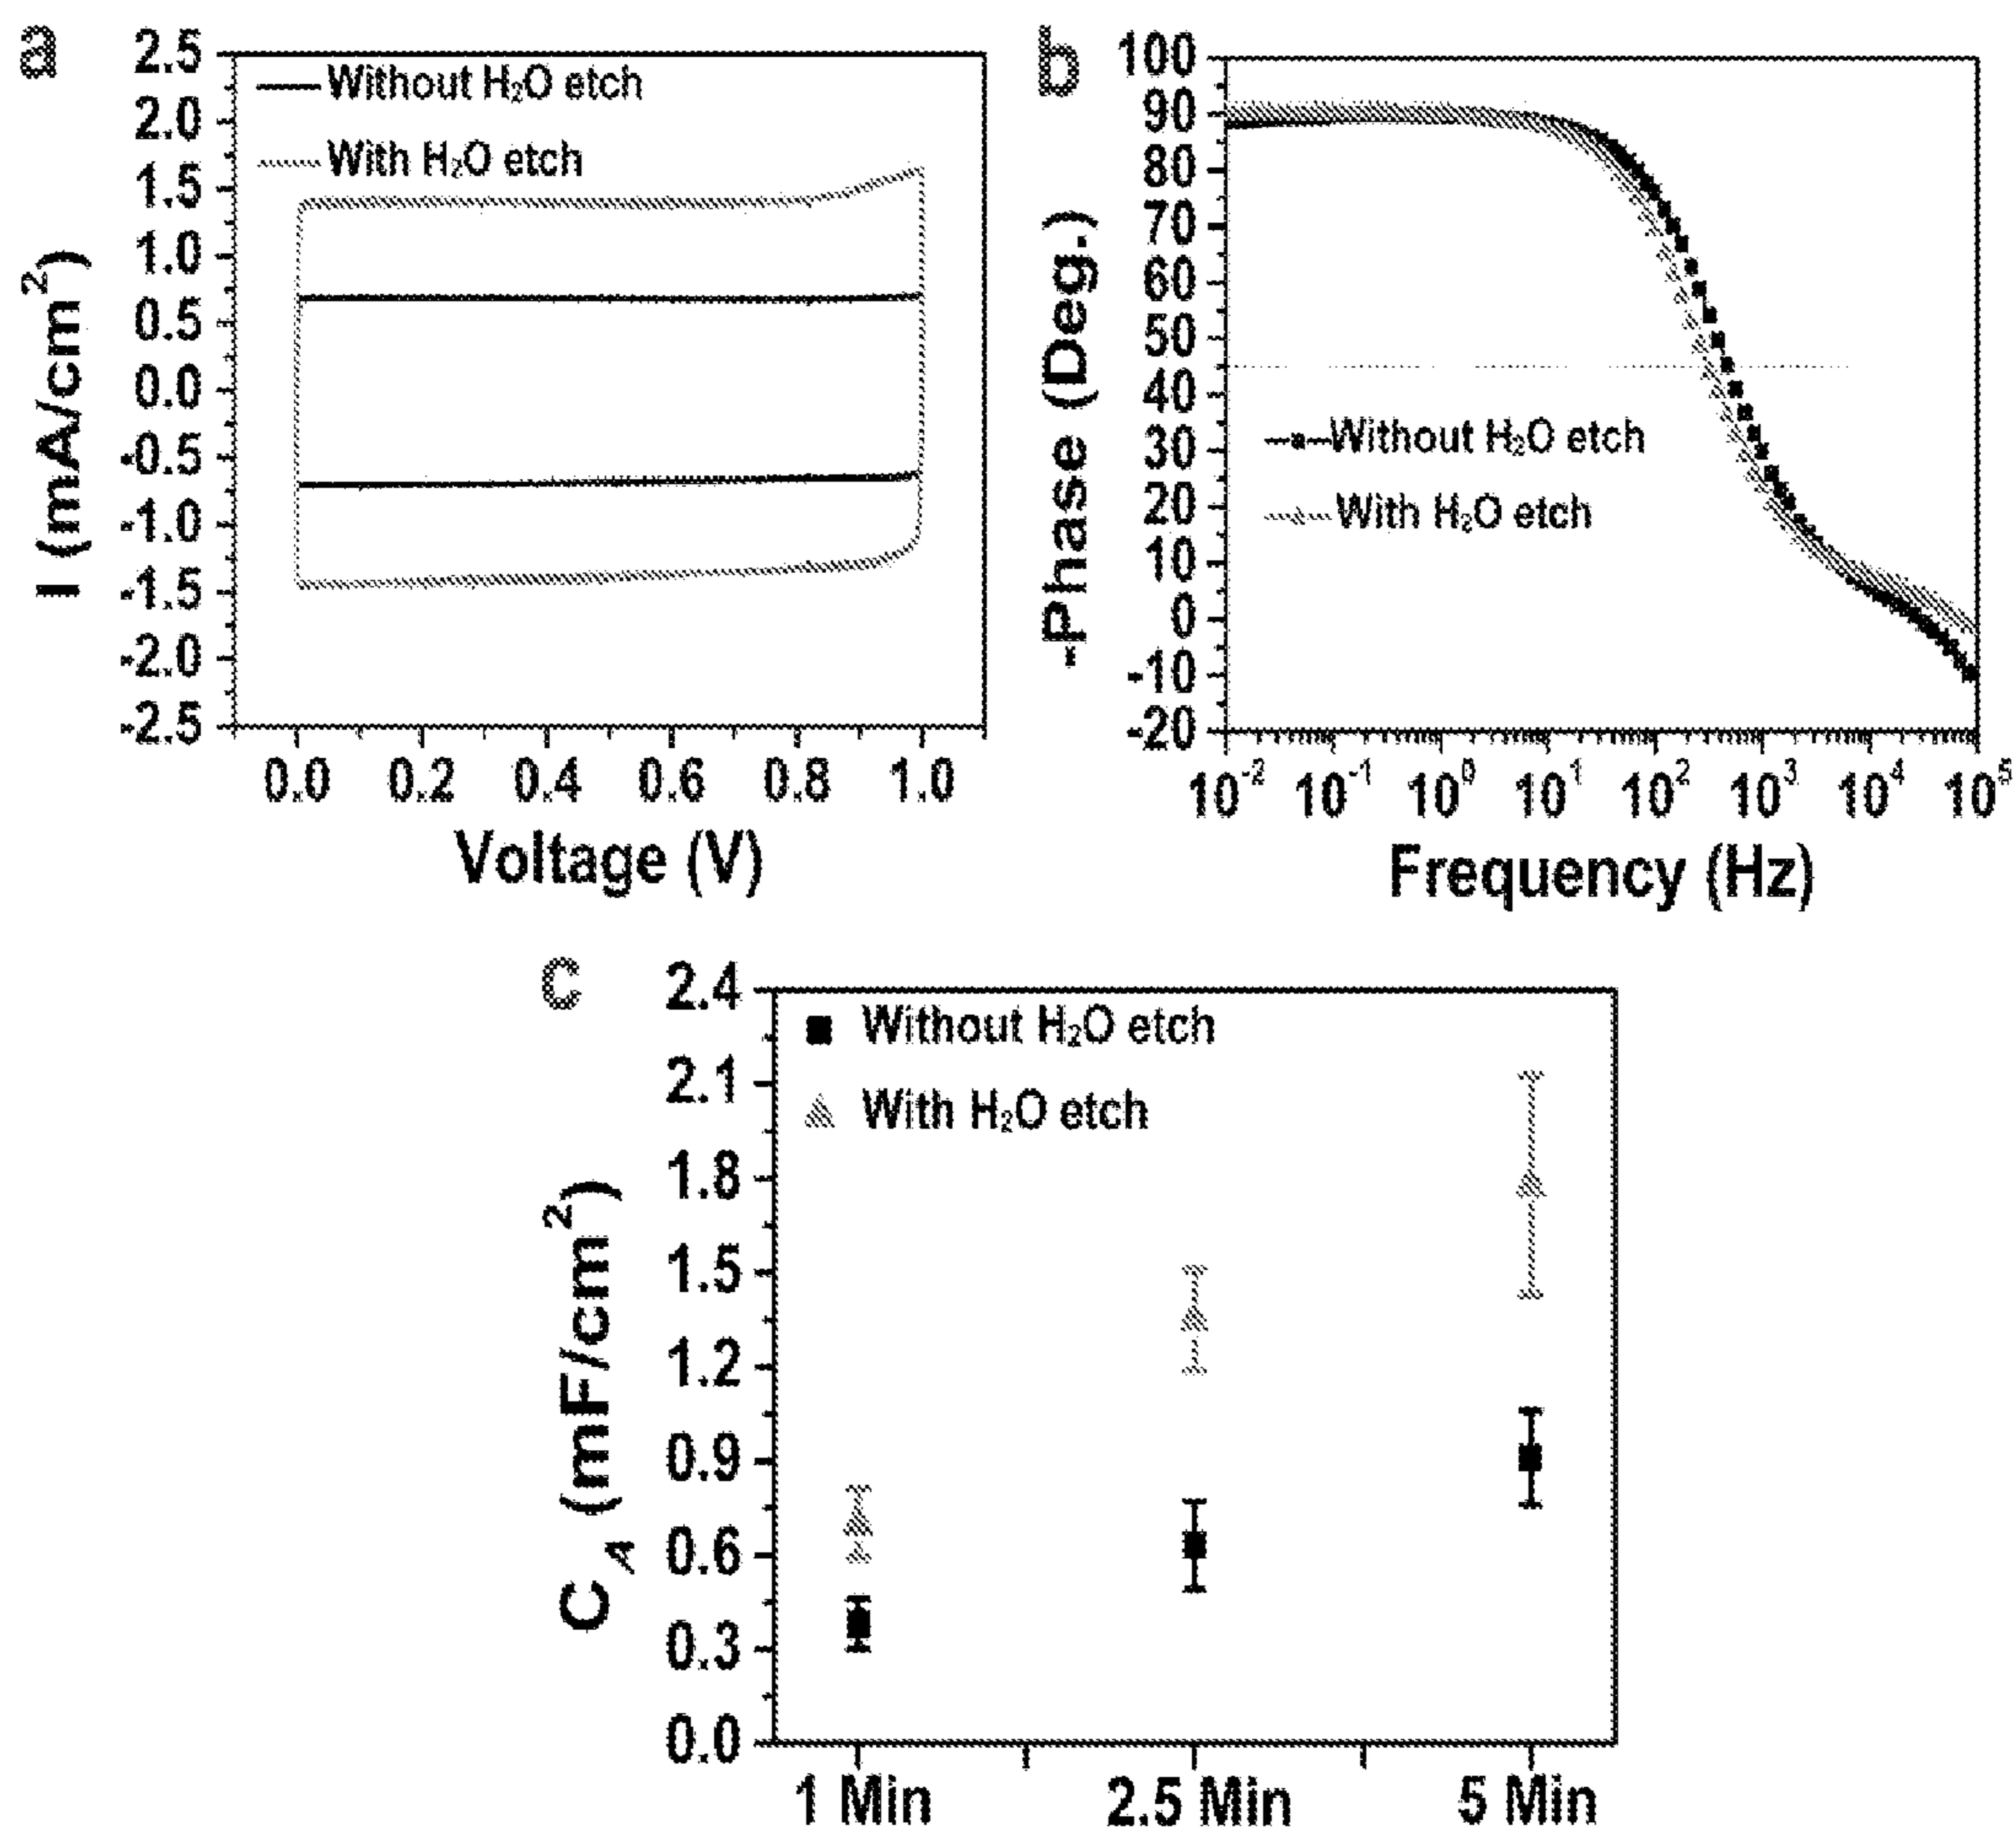 a
2.5
2.0
1.5
1.0
0.5
0.0
-0.5
-1.0
-1.5
-2.0
-2.5
I (mA/cm²)
Without H₂O etch
With H₂O etch
0.0 0.2 0.4 0.6 0.8 1.0
Voltage (V)
b
100
90
80
70
60
50
40
30
20
10
0
-10
-20
-Phase (Deg.)
Without H₂O etch
With H₂O etch
10⁻² 10⁻¹ 10⁰ 10¹ 10² 10³ 10⁴ 10⁵
Frequency (Hz)
c
2.4
2.1
1.8
1.5
1.2
0.9
0.6
0.3
0.0
C_A (mF/cm²)
Without H₂O etch
With H₂O etch
1 Min 2.5 Min 5 Min